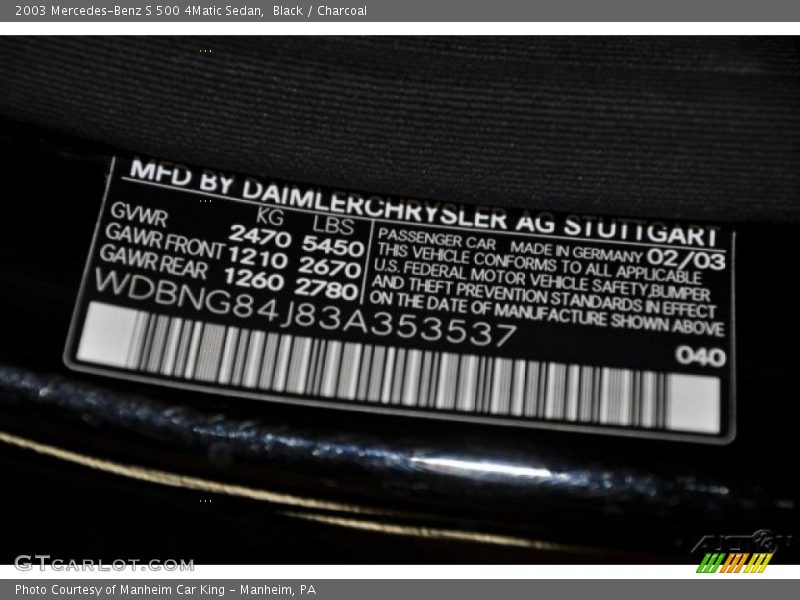 2003 Mercedes-Benz S 500 4Matic Sedan, Black / Charcoal
MFD BY DAIMLERCHRYSLER AG STUTTGART
KG LBS
GVWR 2470 5450
GAWR FRONT 1210 2670
GAWR REAR 1260 2780
PASSENGER CAR MADE IN GERMANY 02/03
THIS VEHICLE CONFORMS TO ALL APPLICABLE
U.S. FEDERAL MOTOR VEHICLE SAFETY,BUMPER
AND THEFT PREVENTION STANDARDS IN EFFECT
ON THE DATE OF MANUFACTURE SHOWN ABOVE
WDBNG84J83A353537
040
GTCARLOT.COM
Photo Courtesy of Manheim Car King - Manheim, PA